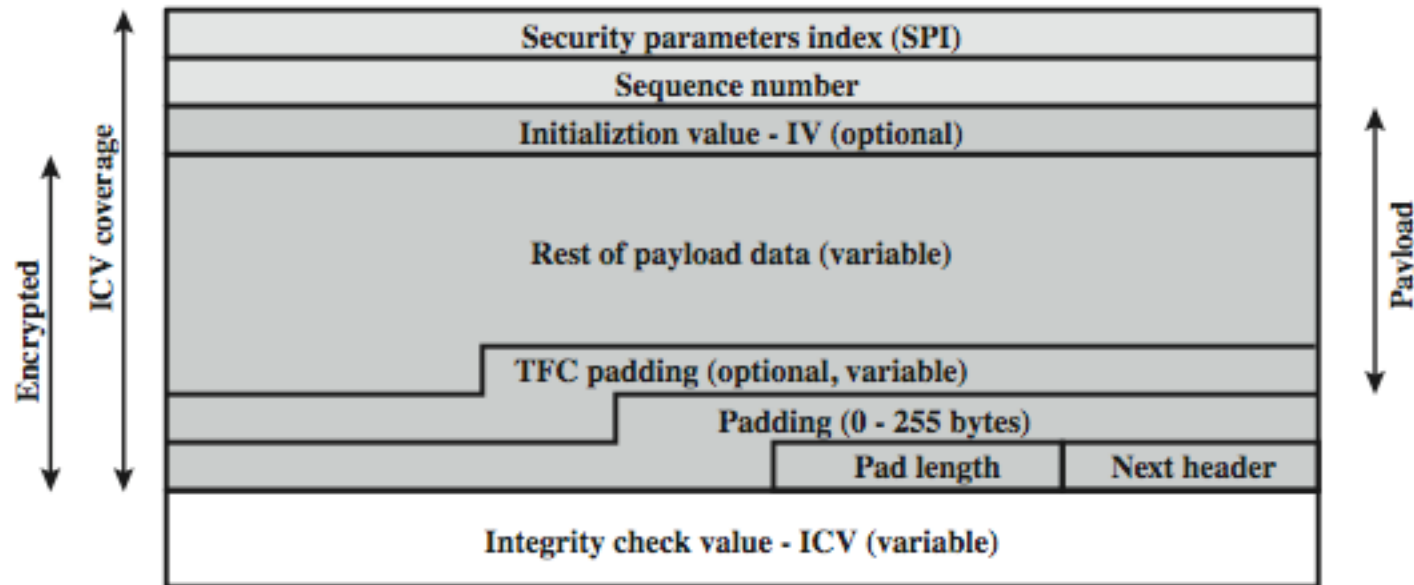 Security parameters index (SPI)
Sequence number
Initializtion value - IV (optional)
Rest of payload data (variable)
TFC padding (optional, variable)
Padding (0 - 255 bytes)
Pad length
Next header
Integrity check value - ICV (variable)
Encrypted
ICV coverage
Payload